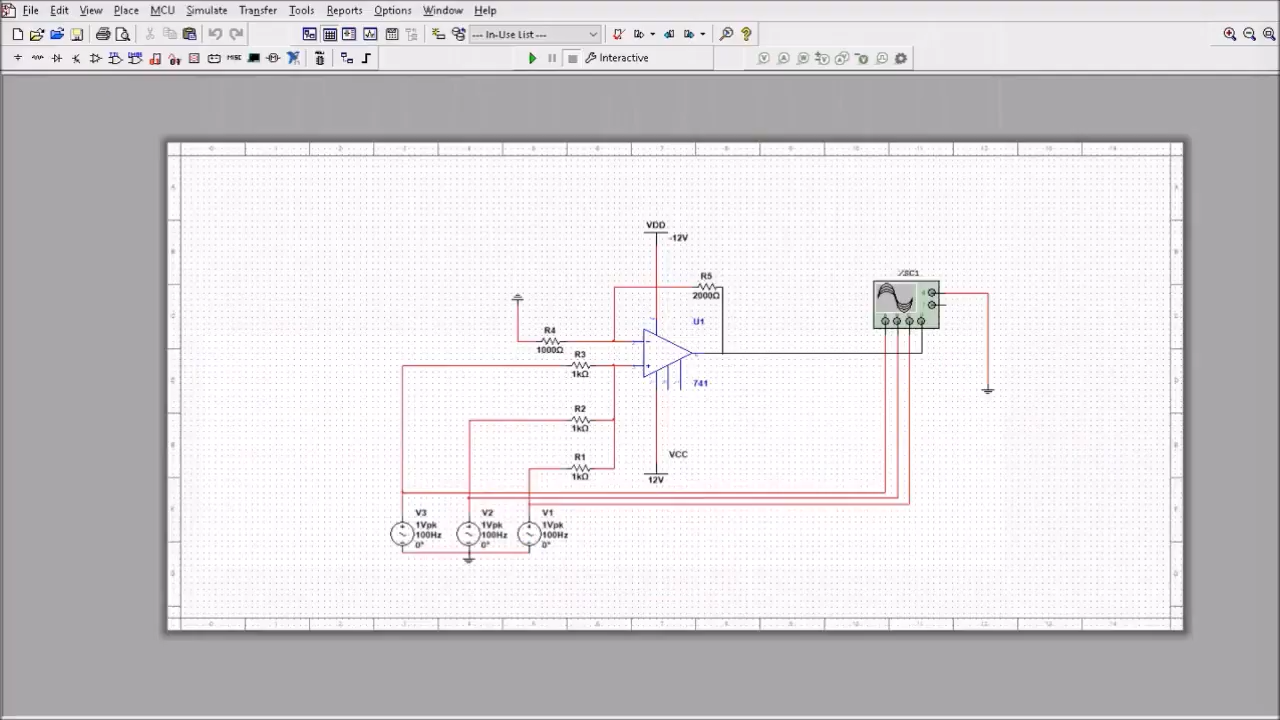 File Edit View Place MCU Simulate Transfer Tools Reports Options Window Help
--- In-Use List ---
Interactive
VDD
-12V
R5
2000Ω
U1
R4
1000Ω
R3
1kΩ
741
R2
1kΩ
VCC
R1
1kΩ
12V
V3
1Vpk
100Hz
0°
V2
1Vpk
100Hz
0°
V1
1Vpk
100Hz
0°